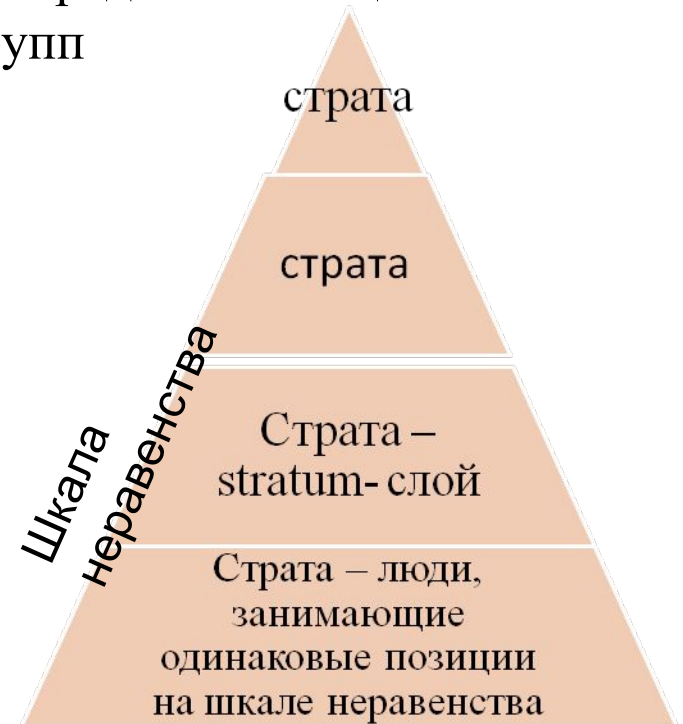 упп
страта
страта
Страта –
stratum- слой
Страта – люди,
занимающие
одинаковые позиции
на шкале неравенства
Шкала
неравенства